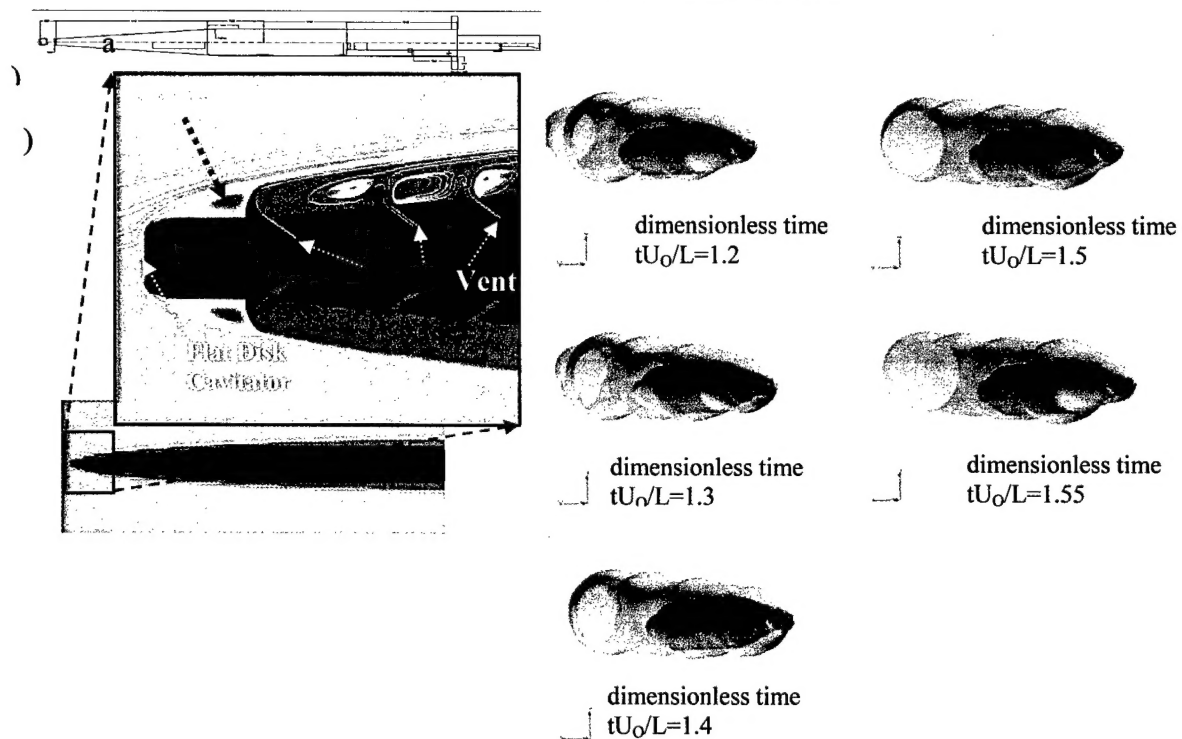 a
)
)
Vent
Flat Disk
Cavitator
dimensionless time
tU₀/L=1.2
dimensionless time
tU₀/L=1.5
dimensionless time
tU₀/L=1.3
dimensionless time
tU₀/L=1.55
dimensionless time
tU₀/L=1.4